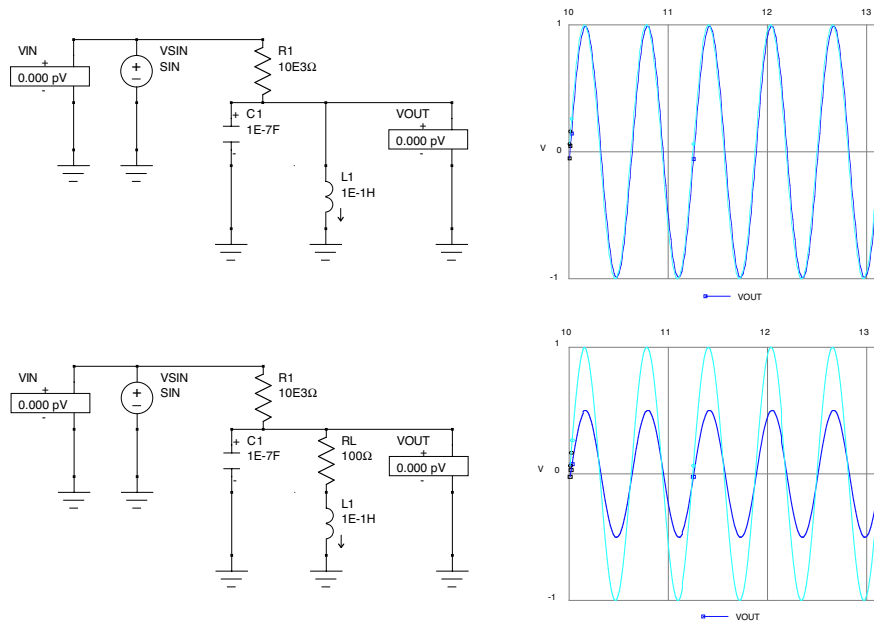 VIN
+
0.000 pV
-
VSIN
SIN
+
−
R1
10E3Ω
+ C1
1E-7F
-
L1
1E-1H
VOUT
+
0.000 pV
-
10 11 12 13
1
V 0
-1
VOUT
VIN
+
0.000 pV
-
VSIN
SIN
+
−
R1
10E3Ω
+ C1
1E-7F
-
RL
100Ω
L1
1E-1H
VOUT
+
0.000 pV
-
10 11 12 13
1
V 0
-1
VOUT